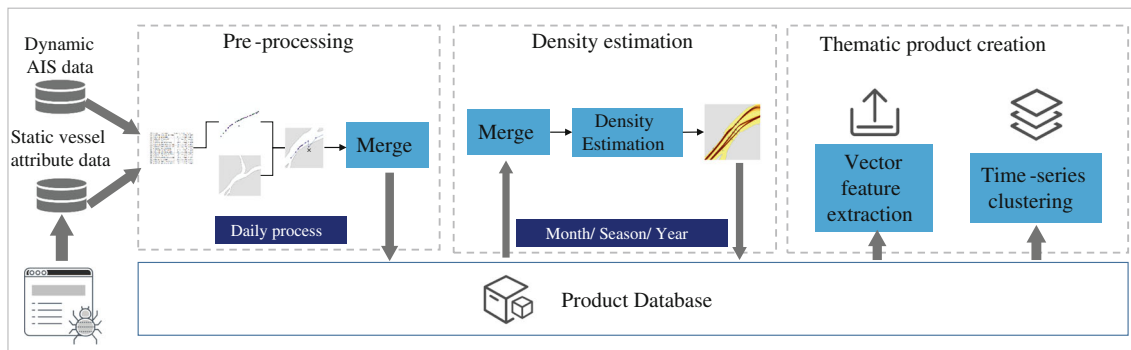 Dynamic
AIS data
Static vessel
attribute data
Pre-processing
Merge
Daily process
Density estimation
Merge
Density
Estimation
Month/ Season/ Year
Thematic product creation
Vector
feature
extraction
Time-series
clustering
Product Database